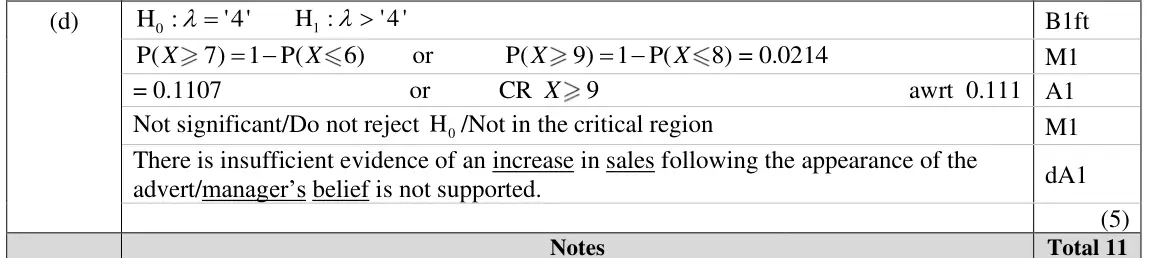 (d) H₀ : λ = '4' H₁ : λ > '4' B1ft
P(X ⩾ 7) = 1 – P(X ⩽ 6) or P(X ⩾ 9) = 1 – P(X ⩽ 8) = 0.0214 M1
= 0.1107 or CR X ⩾ 9 awrt 0.111 A1
Not significant/Do not reject H₀ /Not in the critical region M1
There is insufficient evidence of an increase in sales following the appearance of the
advert/manager’s belief is not supported. dA1
(5)
Notes Total 11